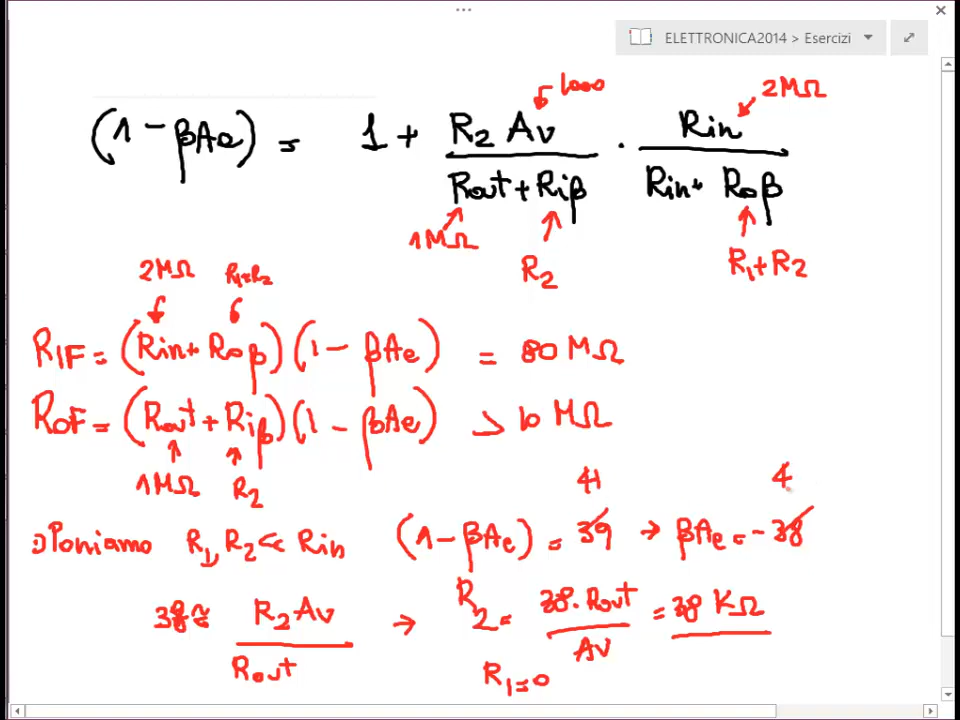 ELETTRONICA2014 > Esercizi
1000
2MΩ
(1 - βAe) = 1 + R2 Av / Rout + Riβ · Rin / Rin + Roβ
1MΩ
R2
R1+R2
2MΩ R1+R2
RIF = (Rin + Roβ)(1 - βAe) = 80 MΩ
ROF = (Rout + Riβ)(1 - βAe) > 10 MΩ
1MΩ R2
41 4
Poniamo R1, R2 << Rin (1 - βAe) = 39 → βAe = -38
38 ≅ R2 Av / Rout → R2 = 38 · Rout / Av = 38 KΩ
R1 = 0